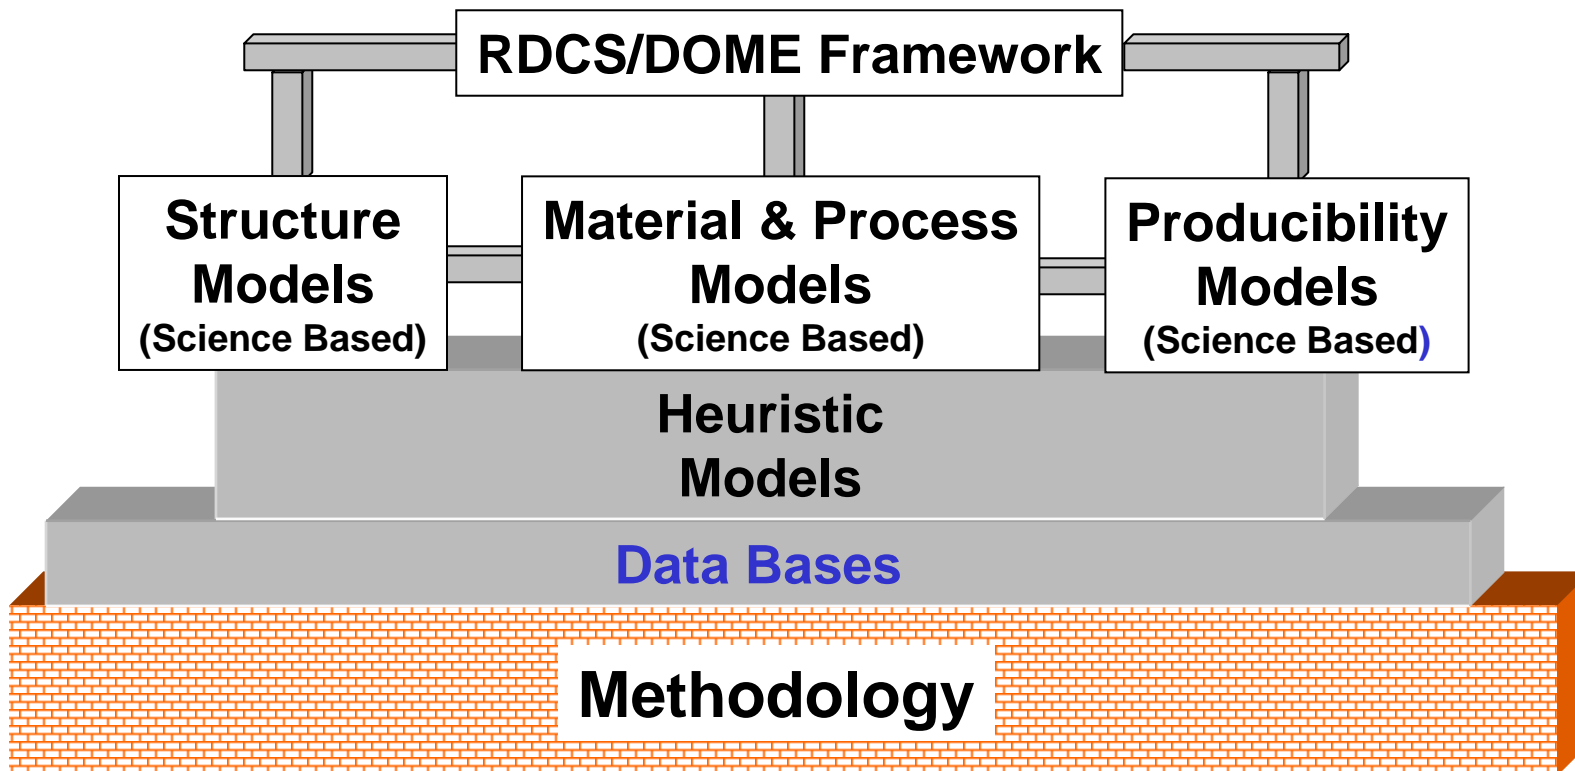 RDCS/DOME Framework
Structure
Models
(Science Based)
Material & Process
Models
(Science Based)
Producibility
Models
(Science Based)
Heuristic
Models
Data Bases
Methodology